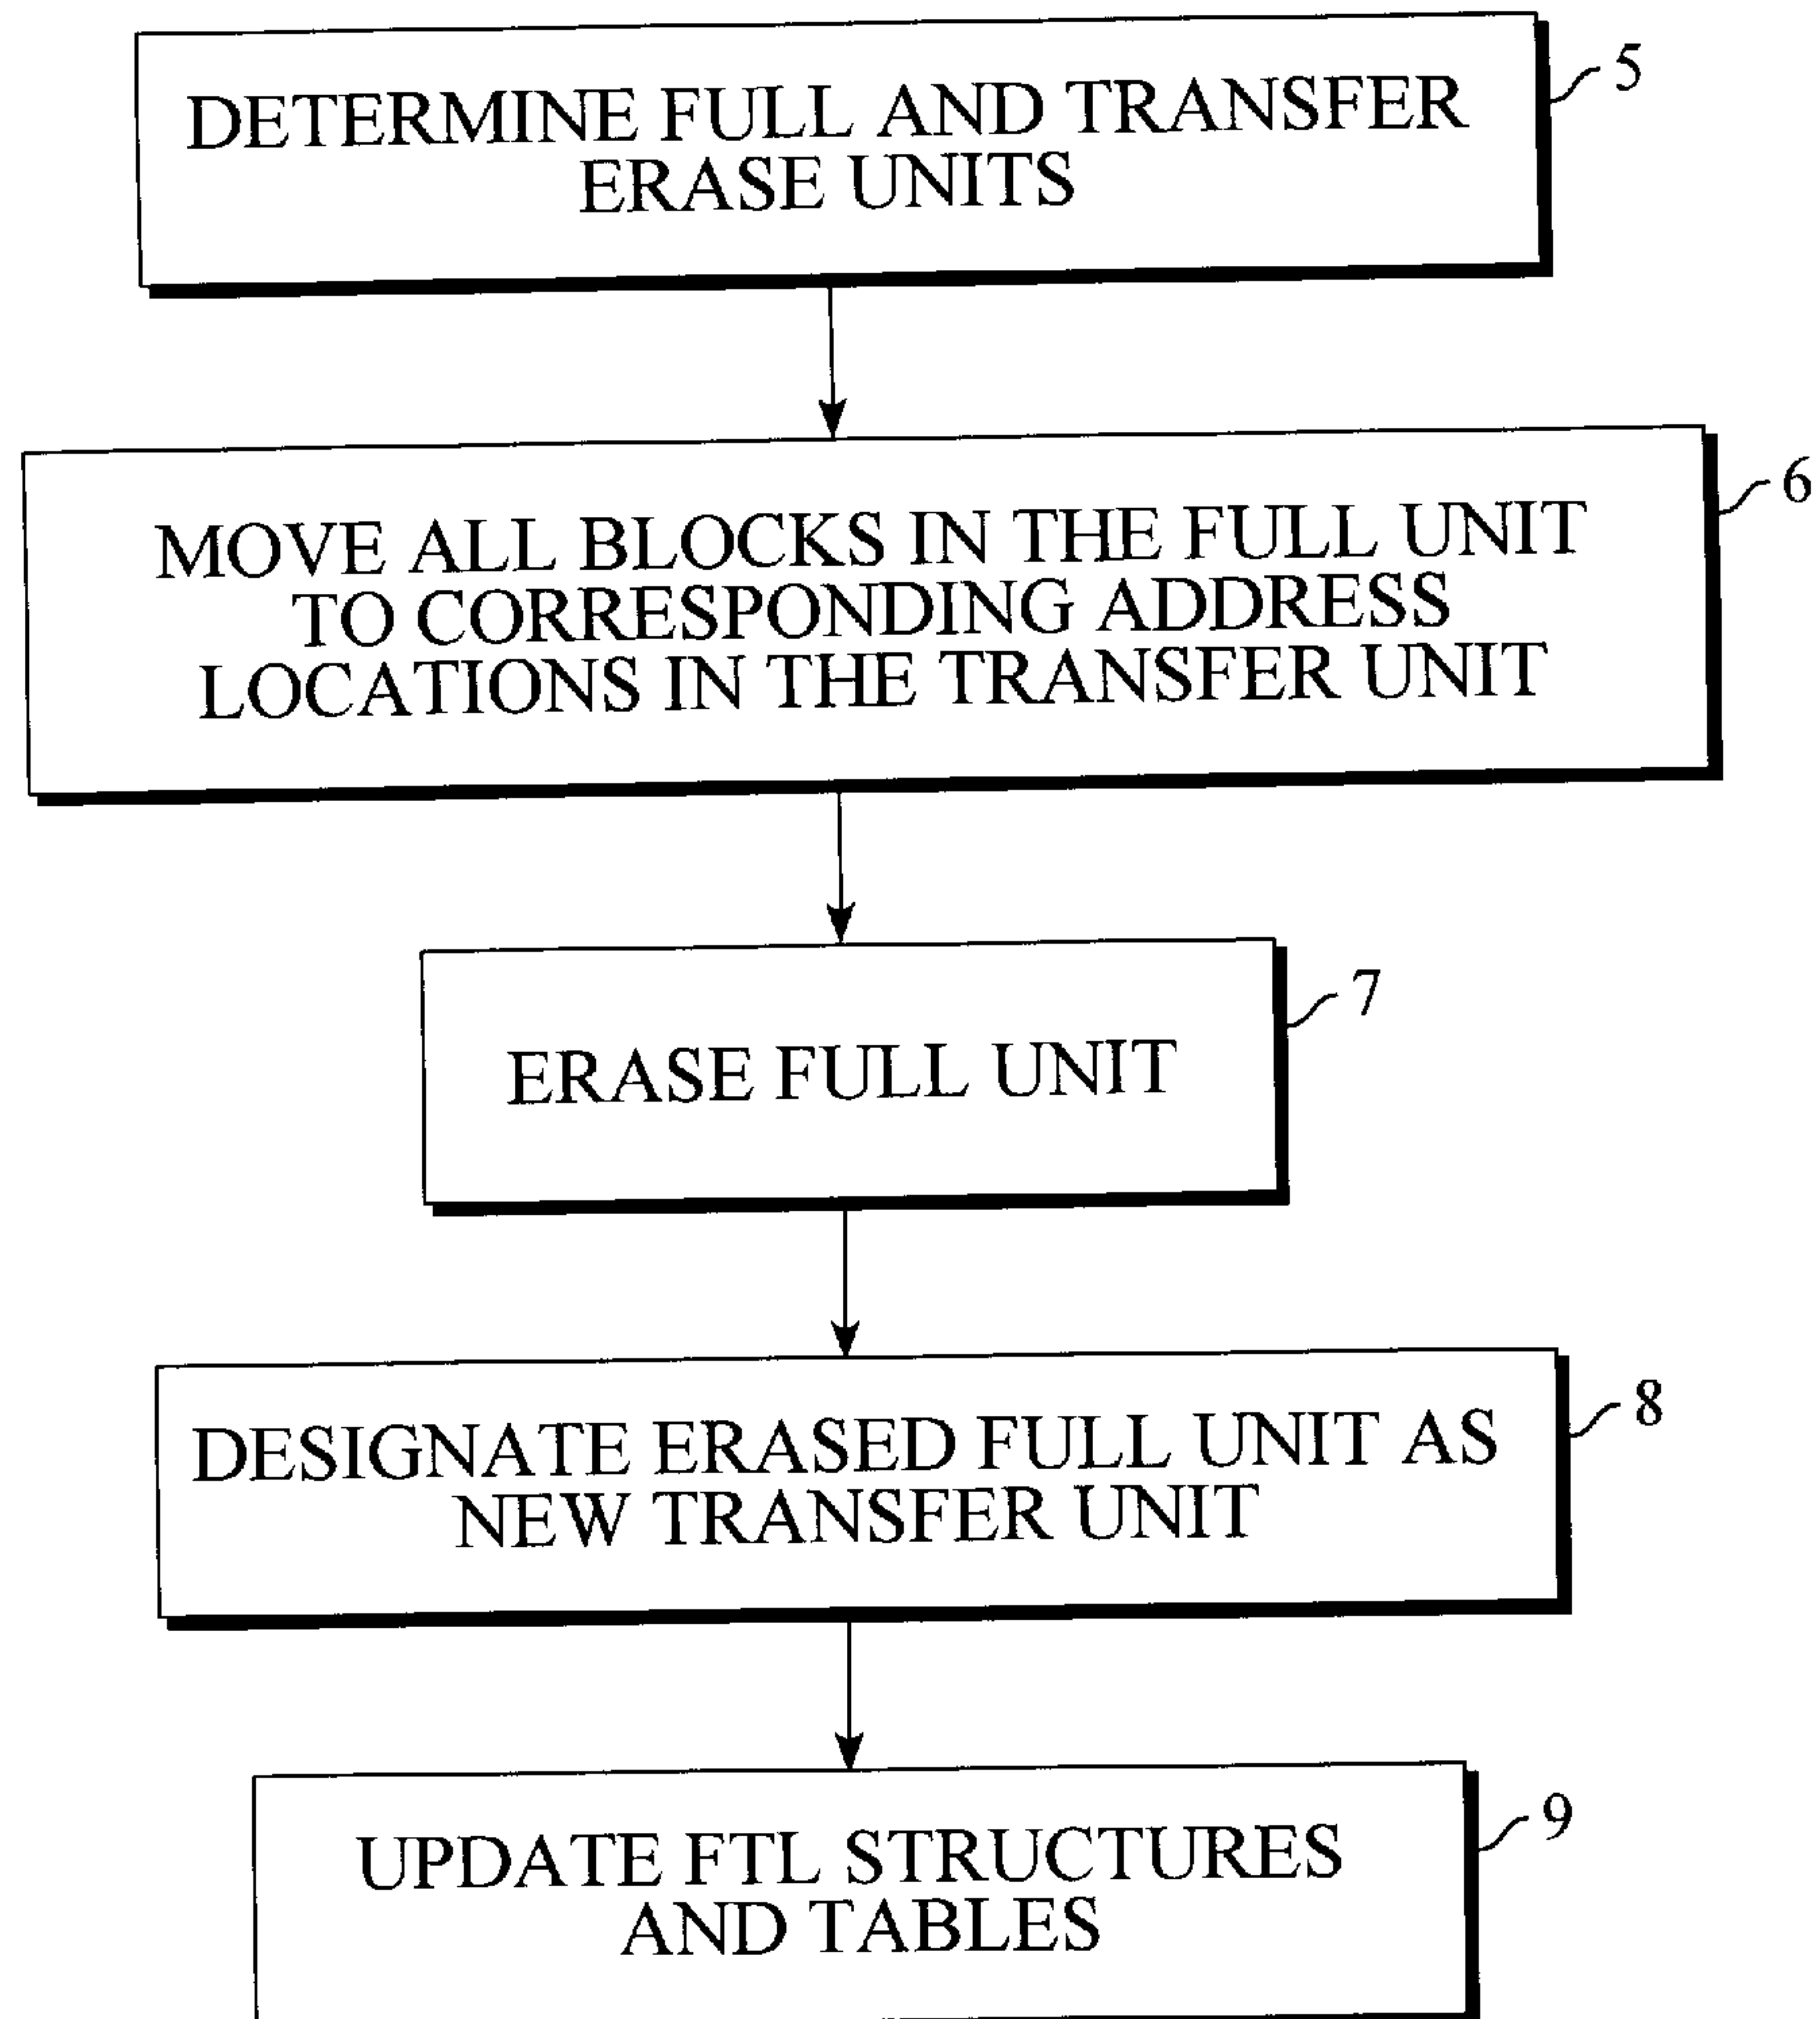 DETERMINE FULL AND TRANSFER
ERASE UNITS
5
MOVE ALL BLOCKS IN THE FULL UNIT
TO CORRESPONDING ADDRESS
LOCATIONS IN THE TRANSFER UNIT
6
ERASE FULL UNIT
7
DESIGNATE ERASED FULL UNIT AS
NEW TRANSFER UNIT
8
UPDATE FTL STRUCTURES
AND TABLES
9